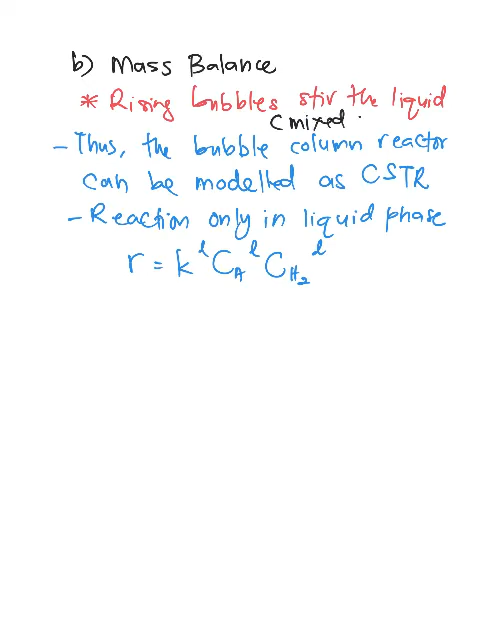 b) Mass Balance
* Rising bubbles stir the liquid
C mixed.
- Thus, the bubble column reactor
can be modelled as CSTR
- Reaction only in liquid phase
r = k^l C_A^l C_H₂^l